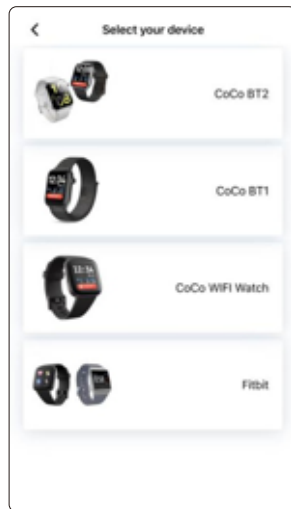 Select your device
CoCo BT2
CoCo BT1
CoCo WIFI Watch
Fitbit